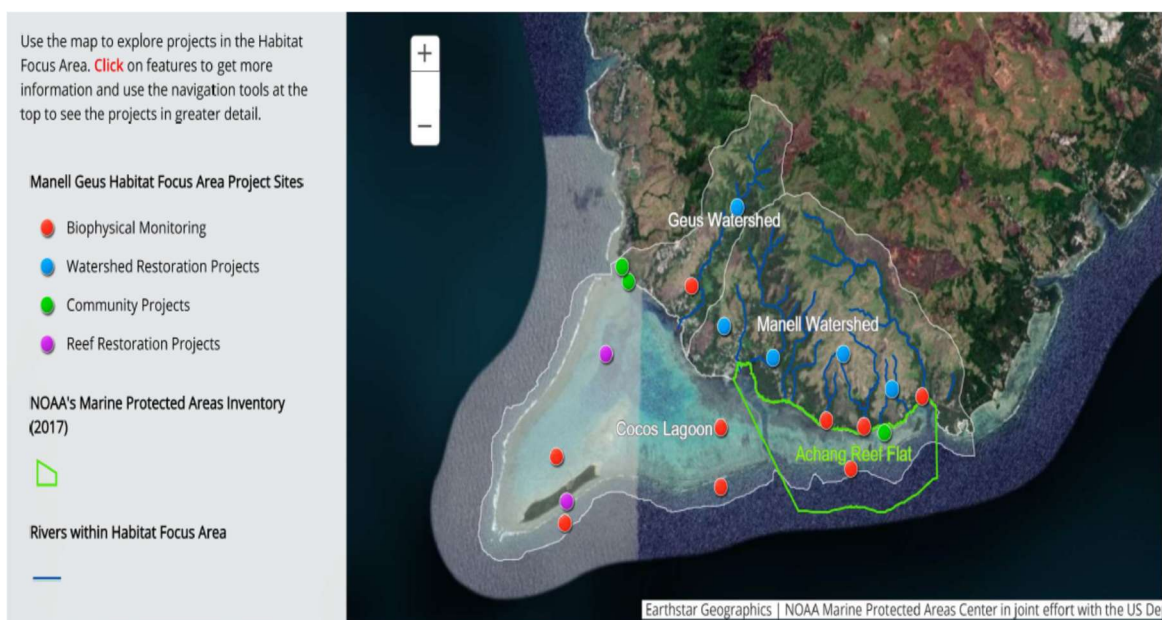 Use the map to explore projects in the Habitat
Focus Area. Click on features to get more
information and use the navigation tools at the
top to see the projects in greater detail.
Manell Geus Habitat Focus Area Project Sites
Biophysical Monitoring
Watershed Restoration Projects
Community Projects
Reef Restoration Projects
NOAA's Marine Protected Areas Inventory
(2017)
Rivers within Habitat Focus Area
+
−
Geus Watershed
Manell Watershed
Cocos Lagoon
Achang Reef Flat
Earthstar Geographics | NOAA Marine Protected Areas Center in joint effort with the US De